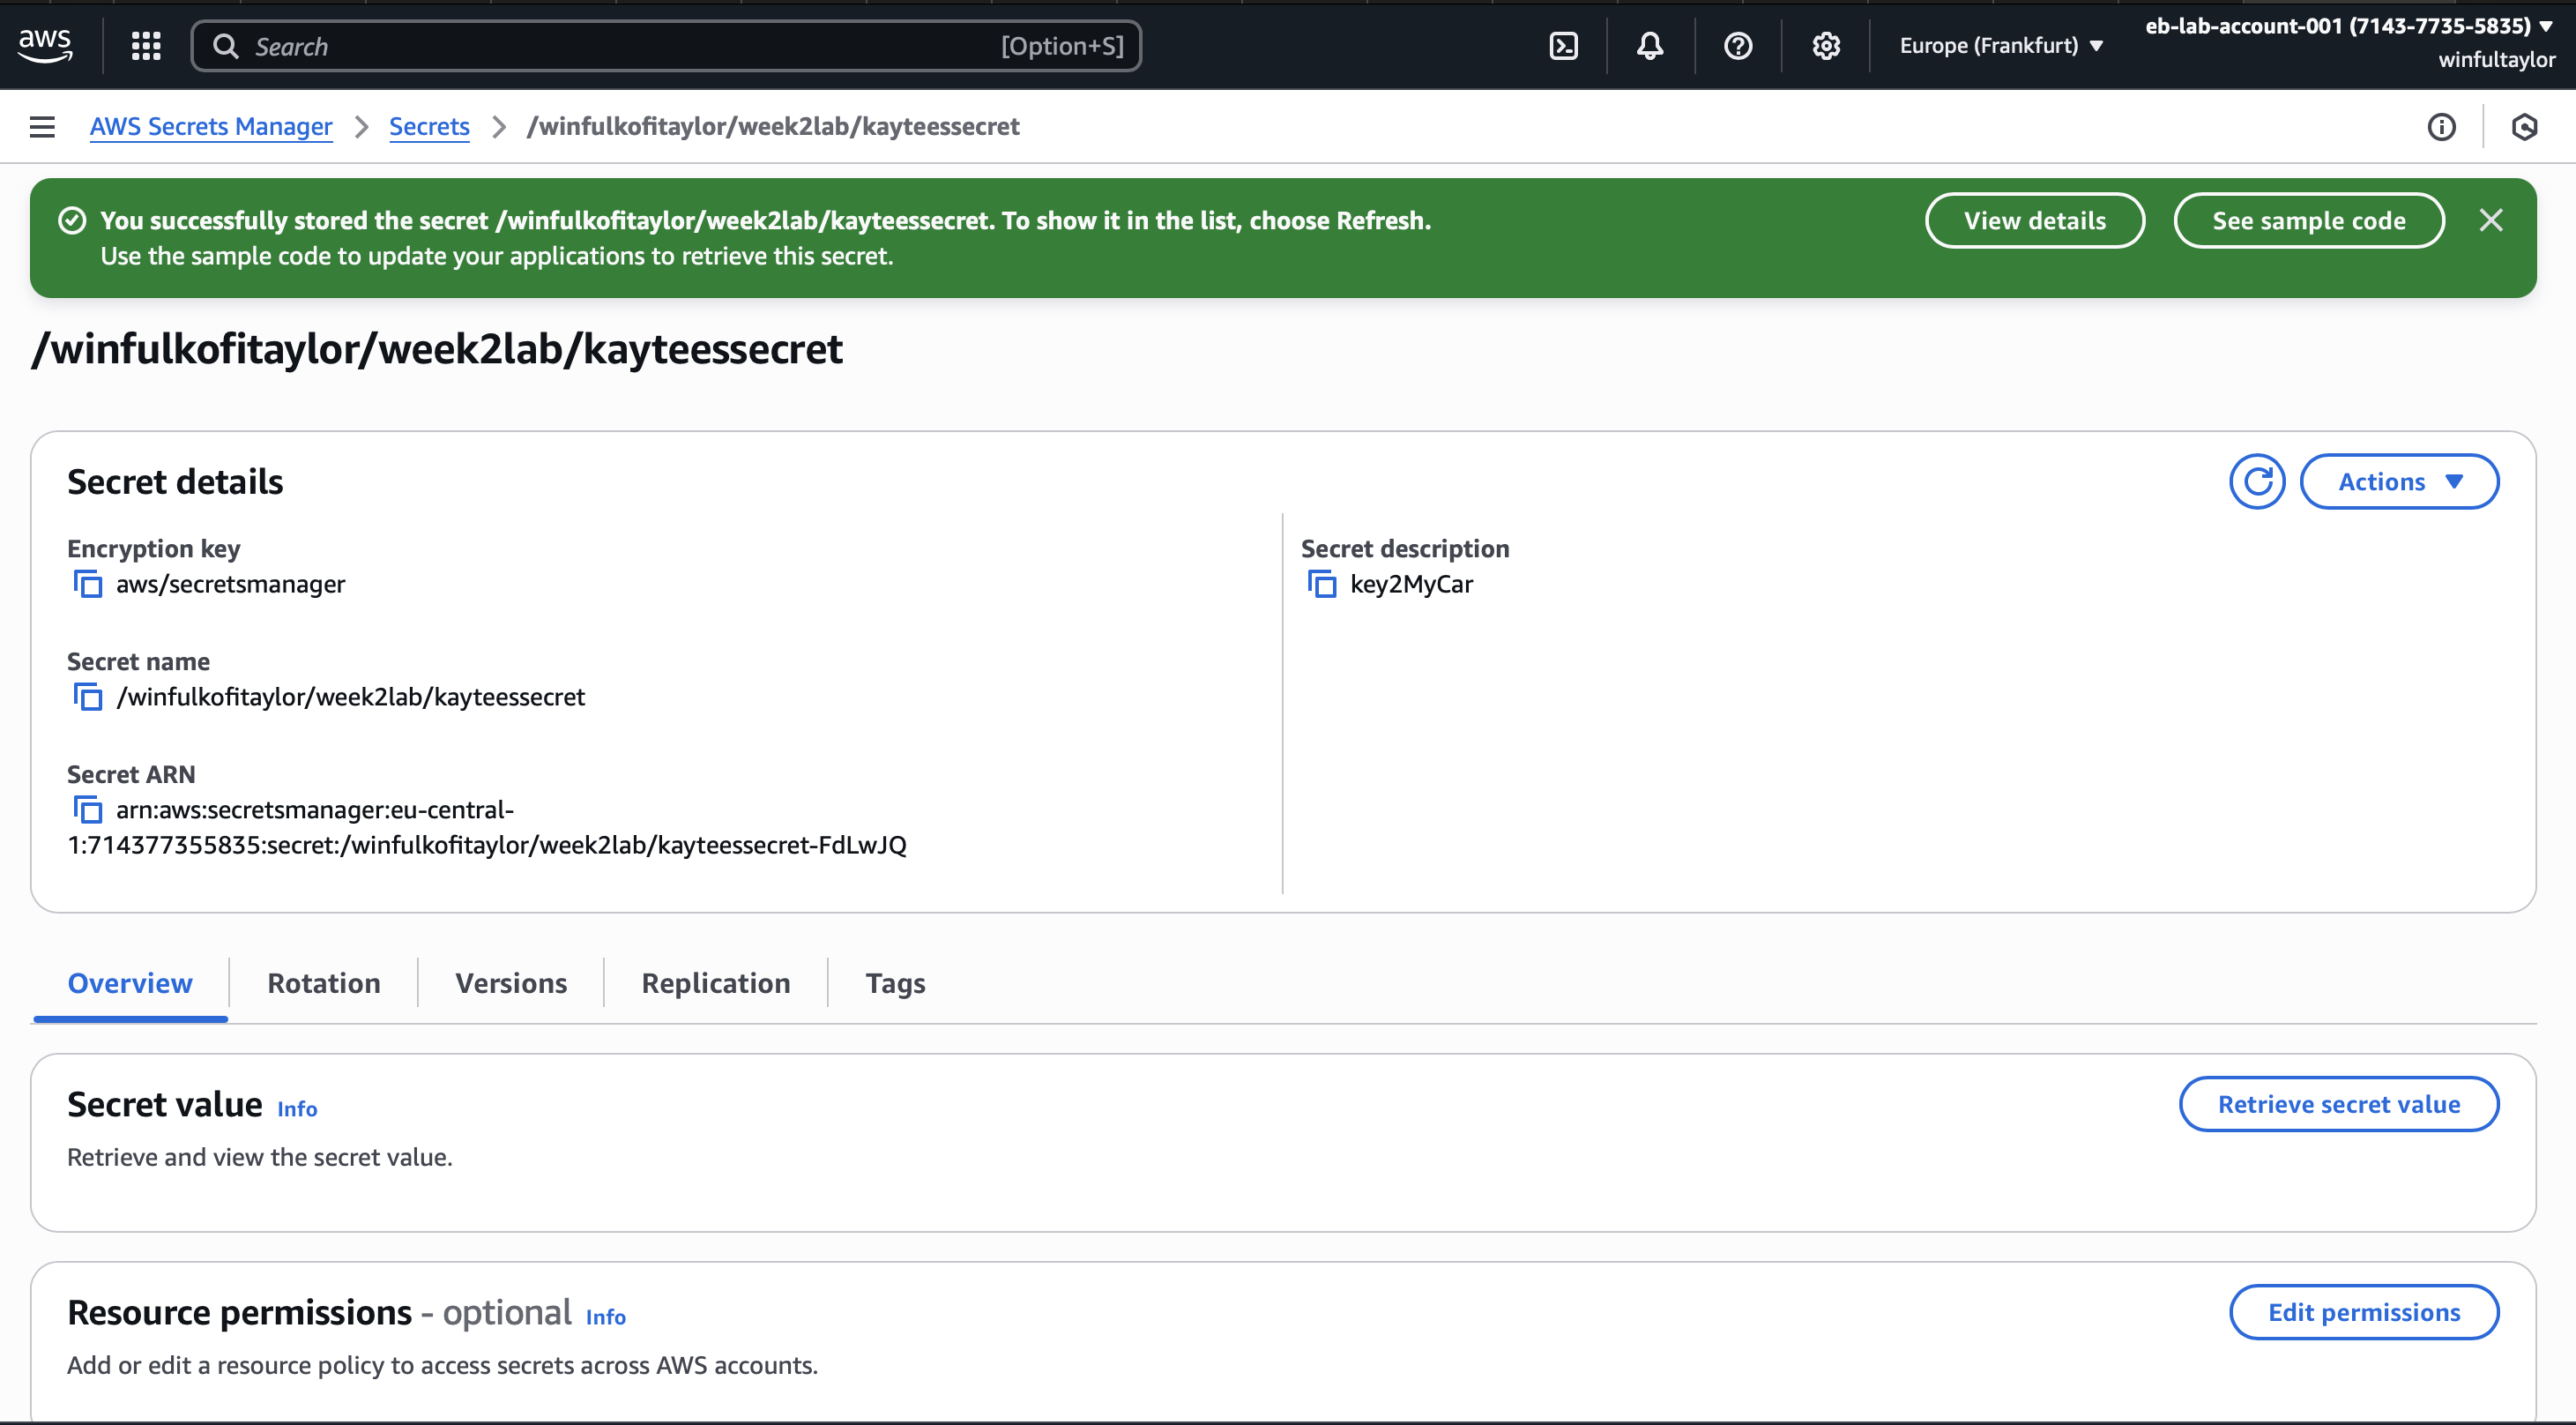 aws
Search [Option+S]
Europe (Frankfurt)
eb-lab-account-001 (7143-7735-5835)
winfultaylor
AWS Secrets Manager
Secrets
/winfulkofitaylor/week2lab/kayteessecret
You successfully stored the secret /winfulkofitaylor/week2lab/kayteessecret. To show it in the list, choose Refresh.
Use the sample code to update your applications to retrieve this secret.
View details
See sample code
/winfulkofitaylor/week2lab/kayteessecret
Secret details
Actions
Encryption key
aws/secretsmanager
Secret name
/winfulkofitaylor/week2lab/kayteessecret
Secret ARN
arn:aws:secretsmanager:eu-central-
1:714377355835:secret:/winfulkofitaylor/week2lab/kayteessecret-FdLwJQ
Secret description
key2MyCar
Overview
Rotation
Versions
Replication
Tags
Secret value Info
Retrieve and view the secret value.
Retrieve secret value
Resource permissions - optional Info
Add or edit a resource policy to access secrets across AWS accounts.
Edit permissions